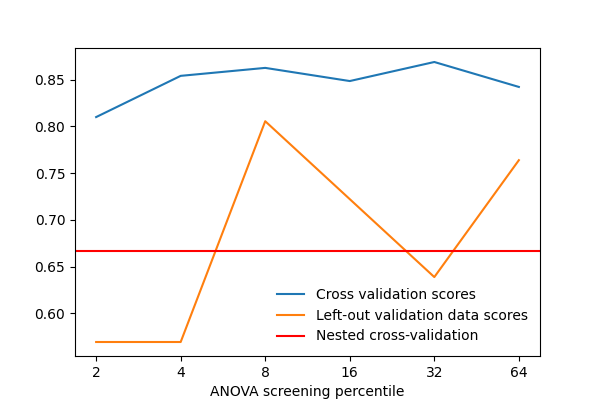 0.85
0.80
0.75
0.70
0.65
0.60
Cross validation scores
Left-out validation data scores
Nested cross-validation
2 4 8 16 32 64
ANOVA screening percentile